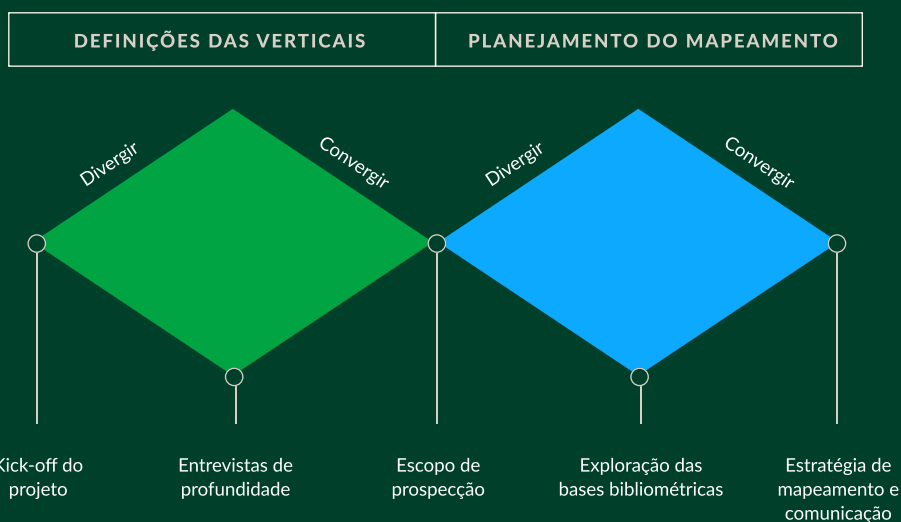 DEFINIÇÕES DAS VERTICAIS
PLANEJAMENTO DO MAPEAMENTO
Divergir
Convergir
Divergir
Convergir
Kick-off do
projeto
Entrevistas de
profundidade
Escopo de
prospecção
Exploração das
bases bibliométricas
Estratégia de
mapeamento e
comunicação